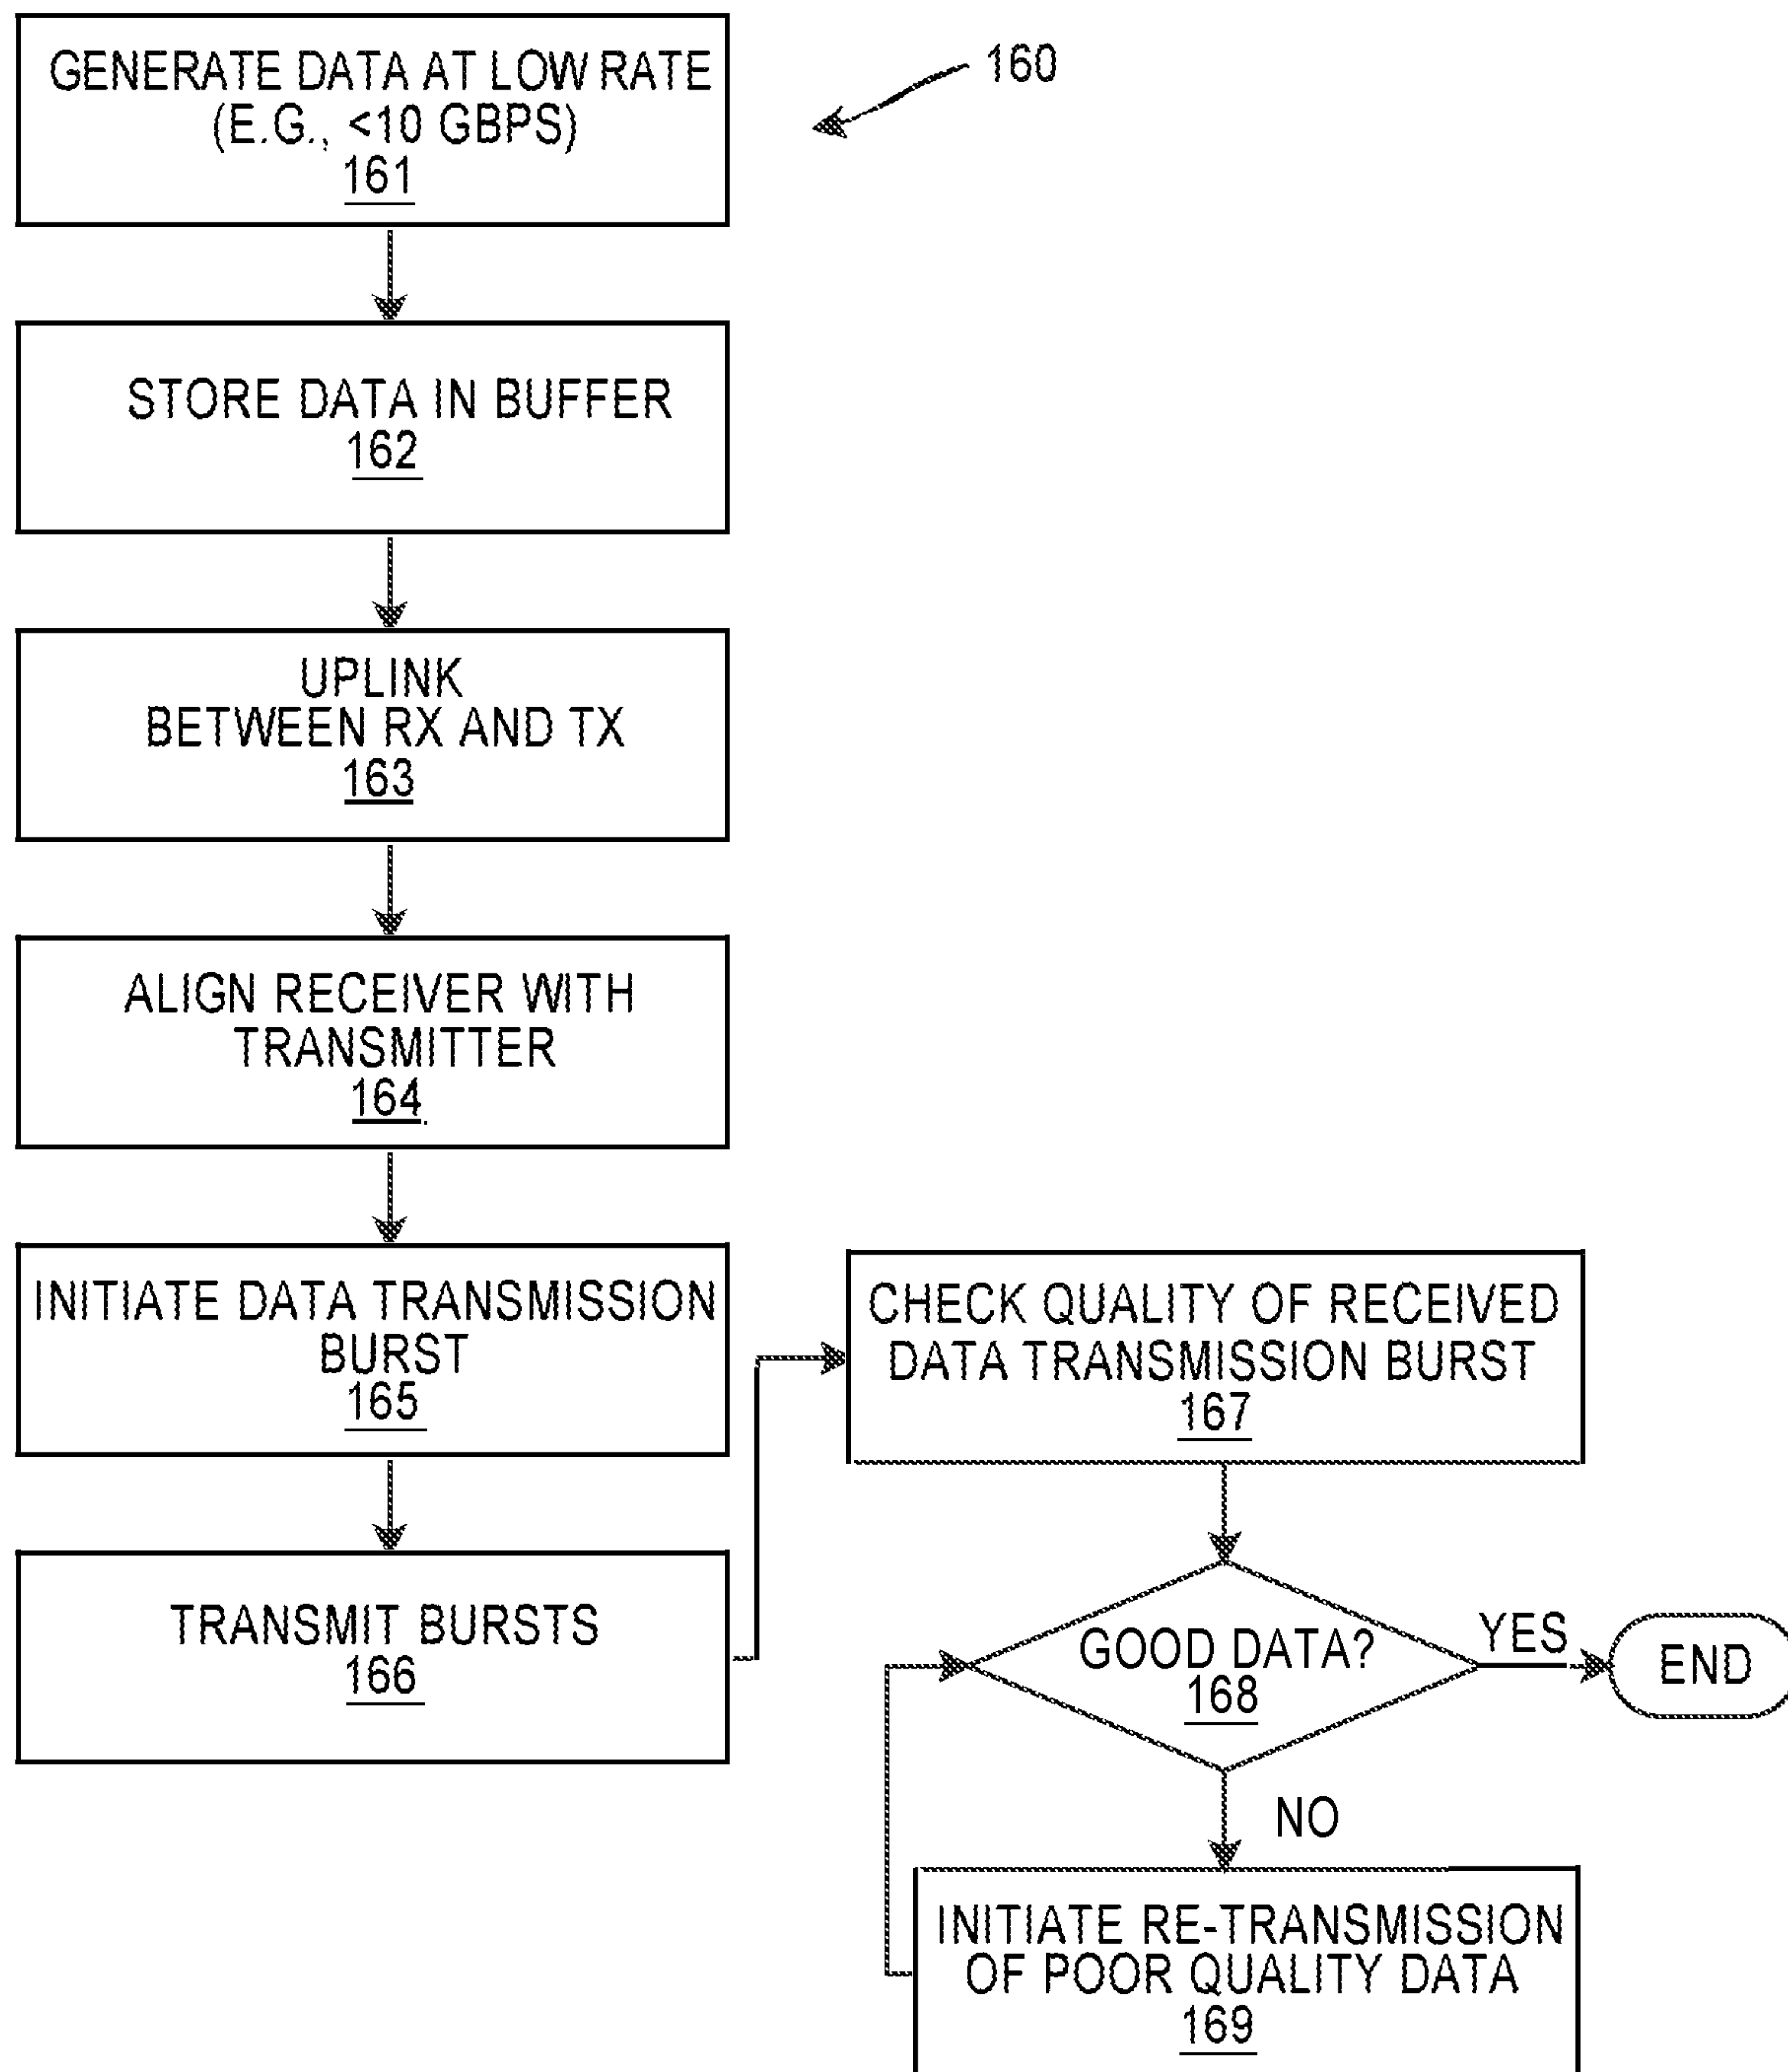 GENERATE DATA AT LOW RATE
(E.G., <10 GBPS)
161
160
STORE DATA IN BUFFER
162
UPLINK
BETWEEN RX AND TX
163
ALIGN RECEIVER WITH
TRANSMITTER
164
INITIATE DATA TRANSMISSION
BURST
165
TRANSMIT BURSTS
166
CHECK QUALITY OF RECEIVED
DATA TRANSMISSION BURST
167
GOOD DATA?
168
YES
END
NO
INITIATE RE-TRANSMISSION
OF POOR QUALITY DATA
169